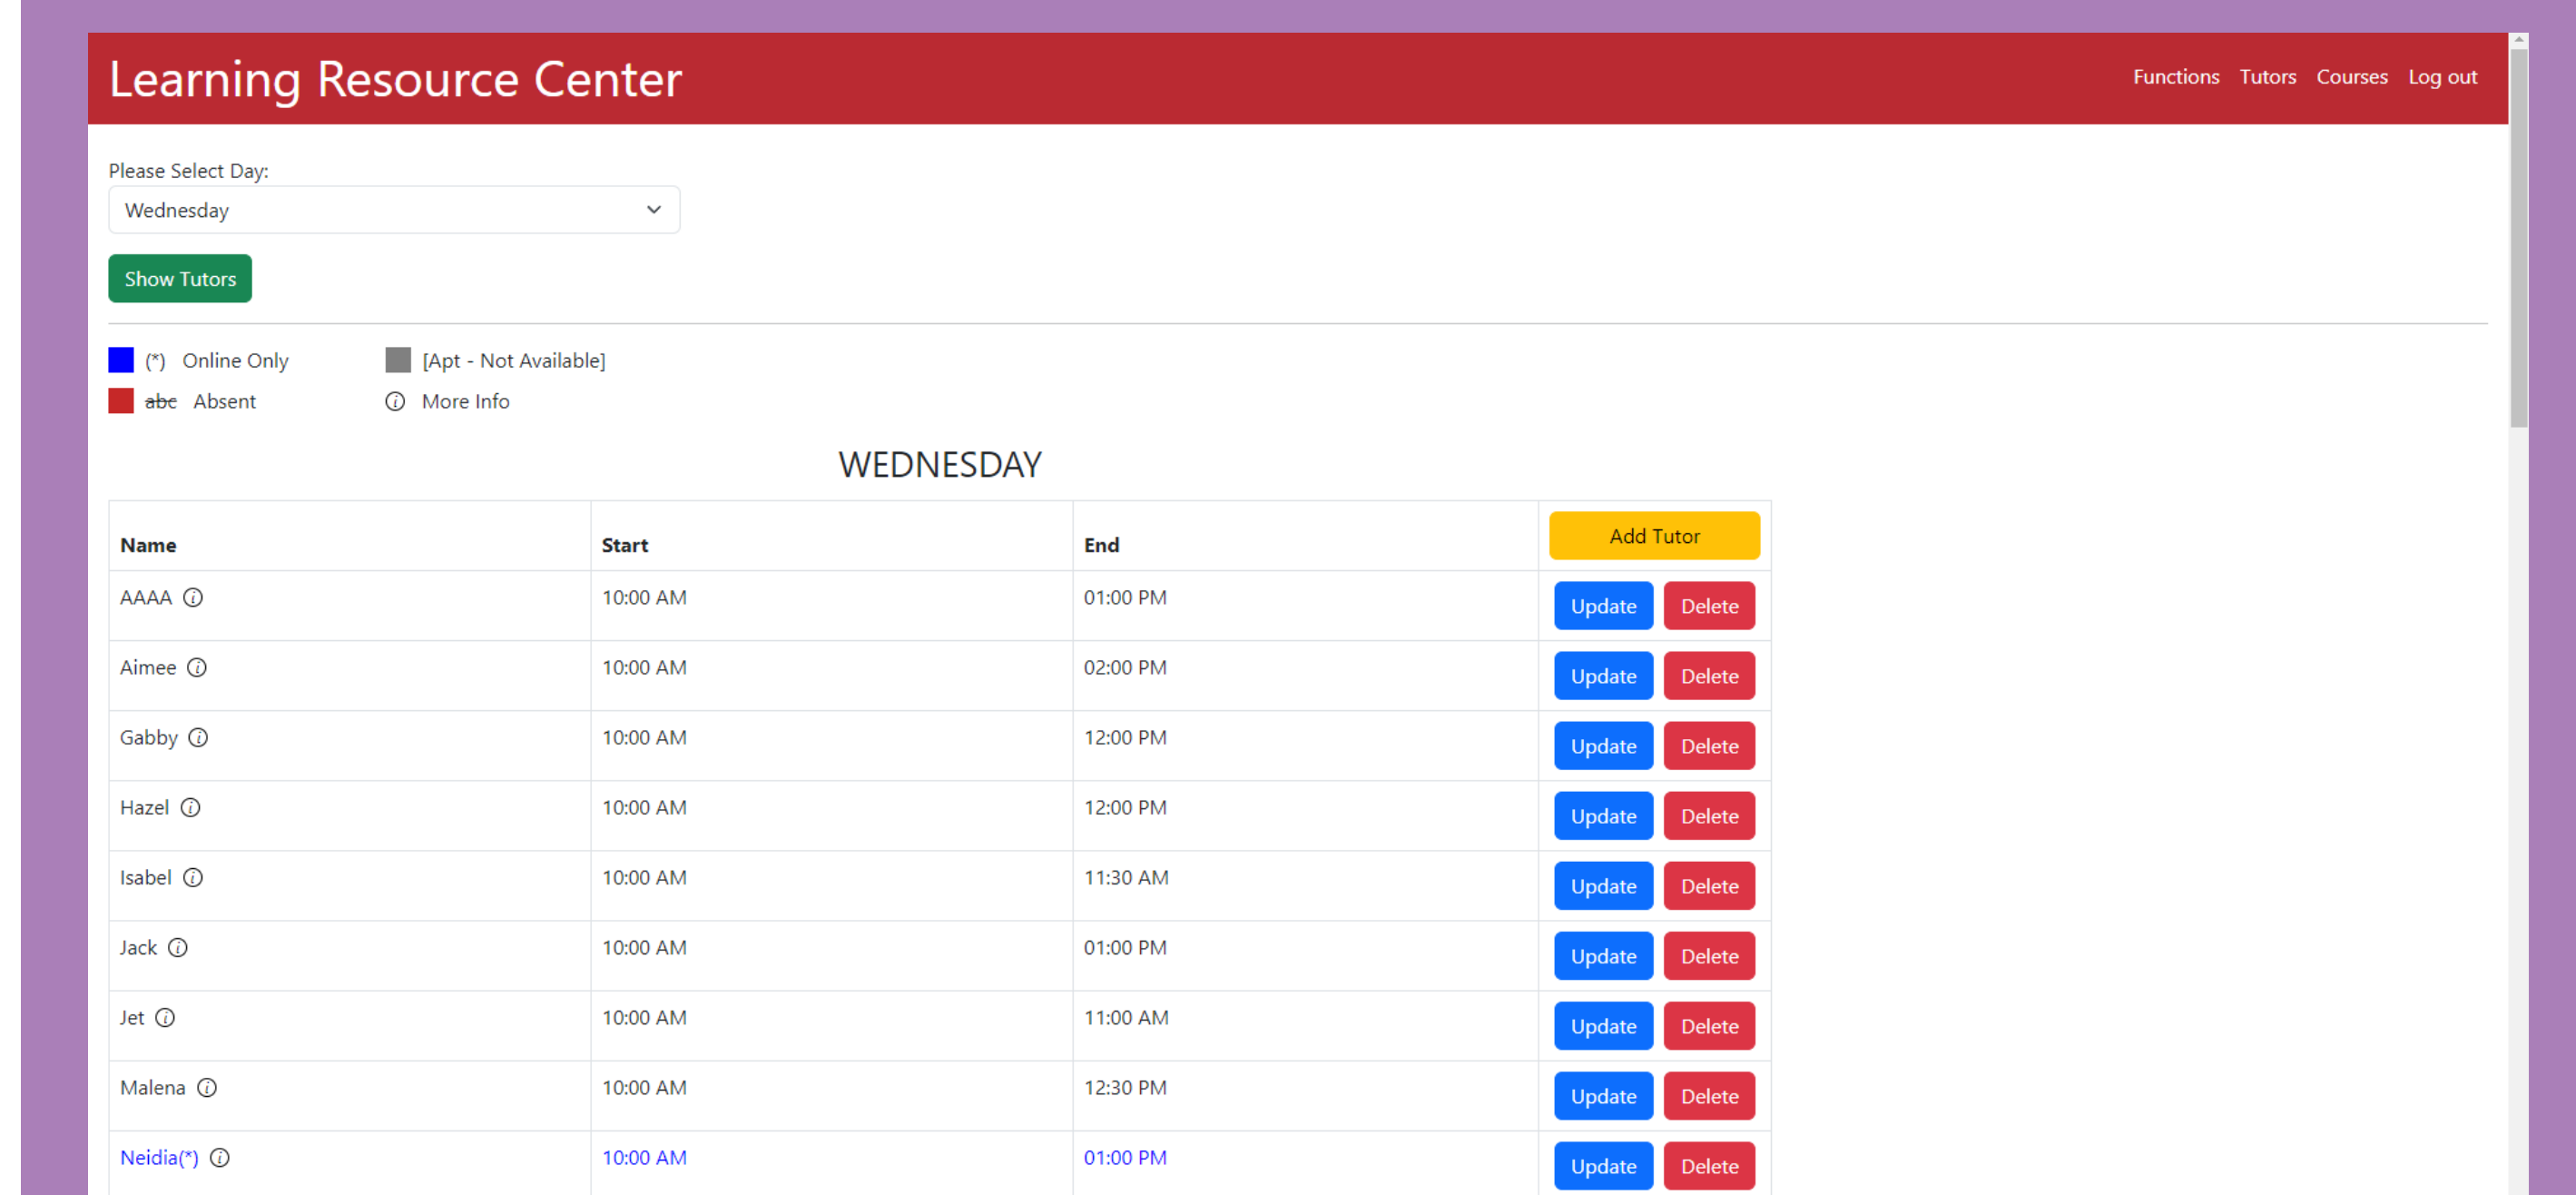 Learning Resource Center
Functions Tutors Courses Log out
Please Select Day:
Wednesday
Show Tutors
(*) Online Only [Apt - Not Available]
abc Absent More Info
WEDNESDAY
Name Start End Add Tutor
AAAA 10:00 AM 01:00 PM Update Delete
Aimee 10:00 AM 02:00 PM Update Delete
Gabby 10:00 AM 12:00 PM Update Delete
Hazel 10:00 AM 12:00 PM Update Delete
Isabel 10:00 AM 11:30 AM Update Delete
Jack 10:00 AM 01:00 PM Update Delete
Jet 10:00 AM 11:00 AM Update Delete
Malena 10:00 AM 12:30 PM Update Delete
Neidia(*) 10:00 AM 01:00 PM Update Delete